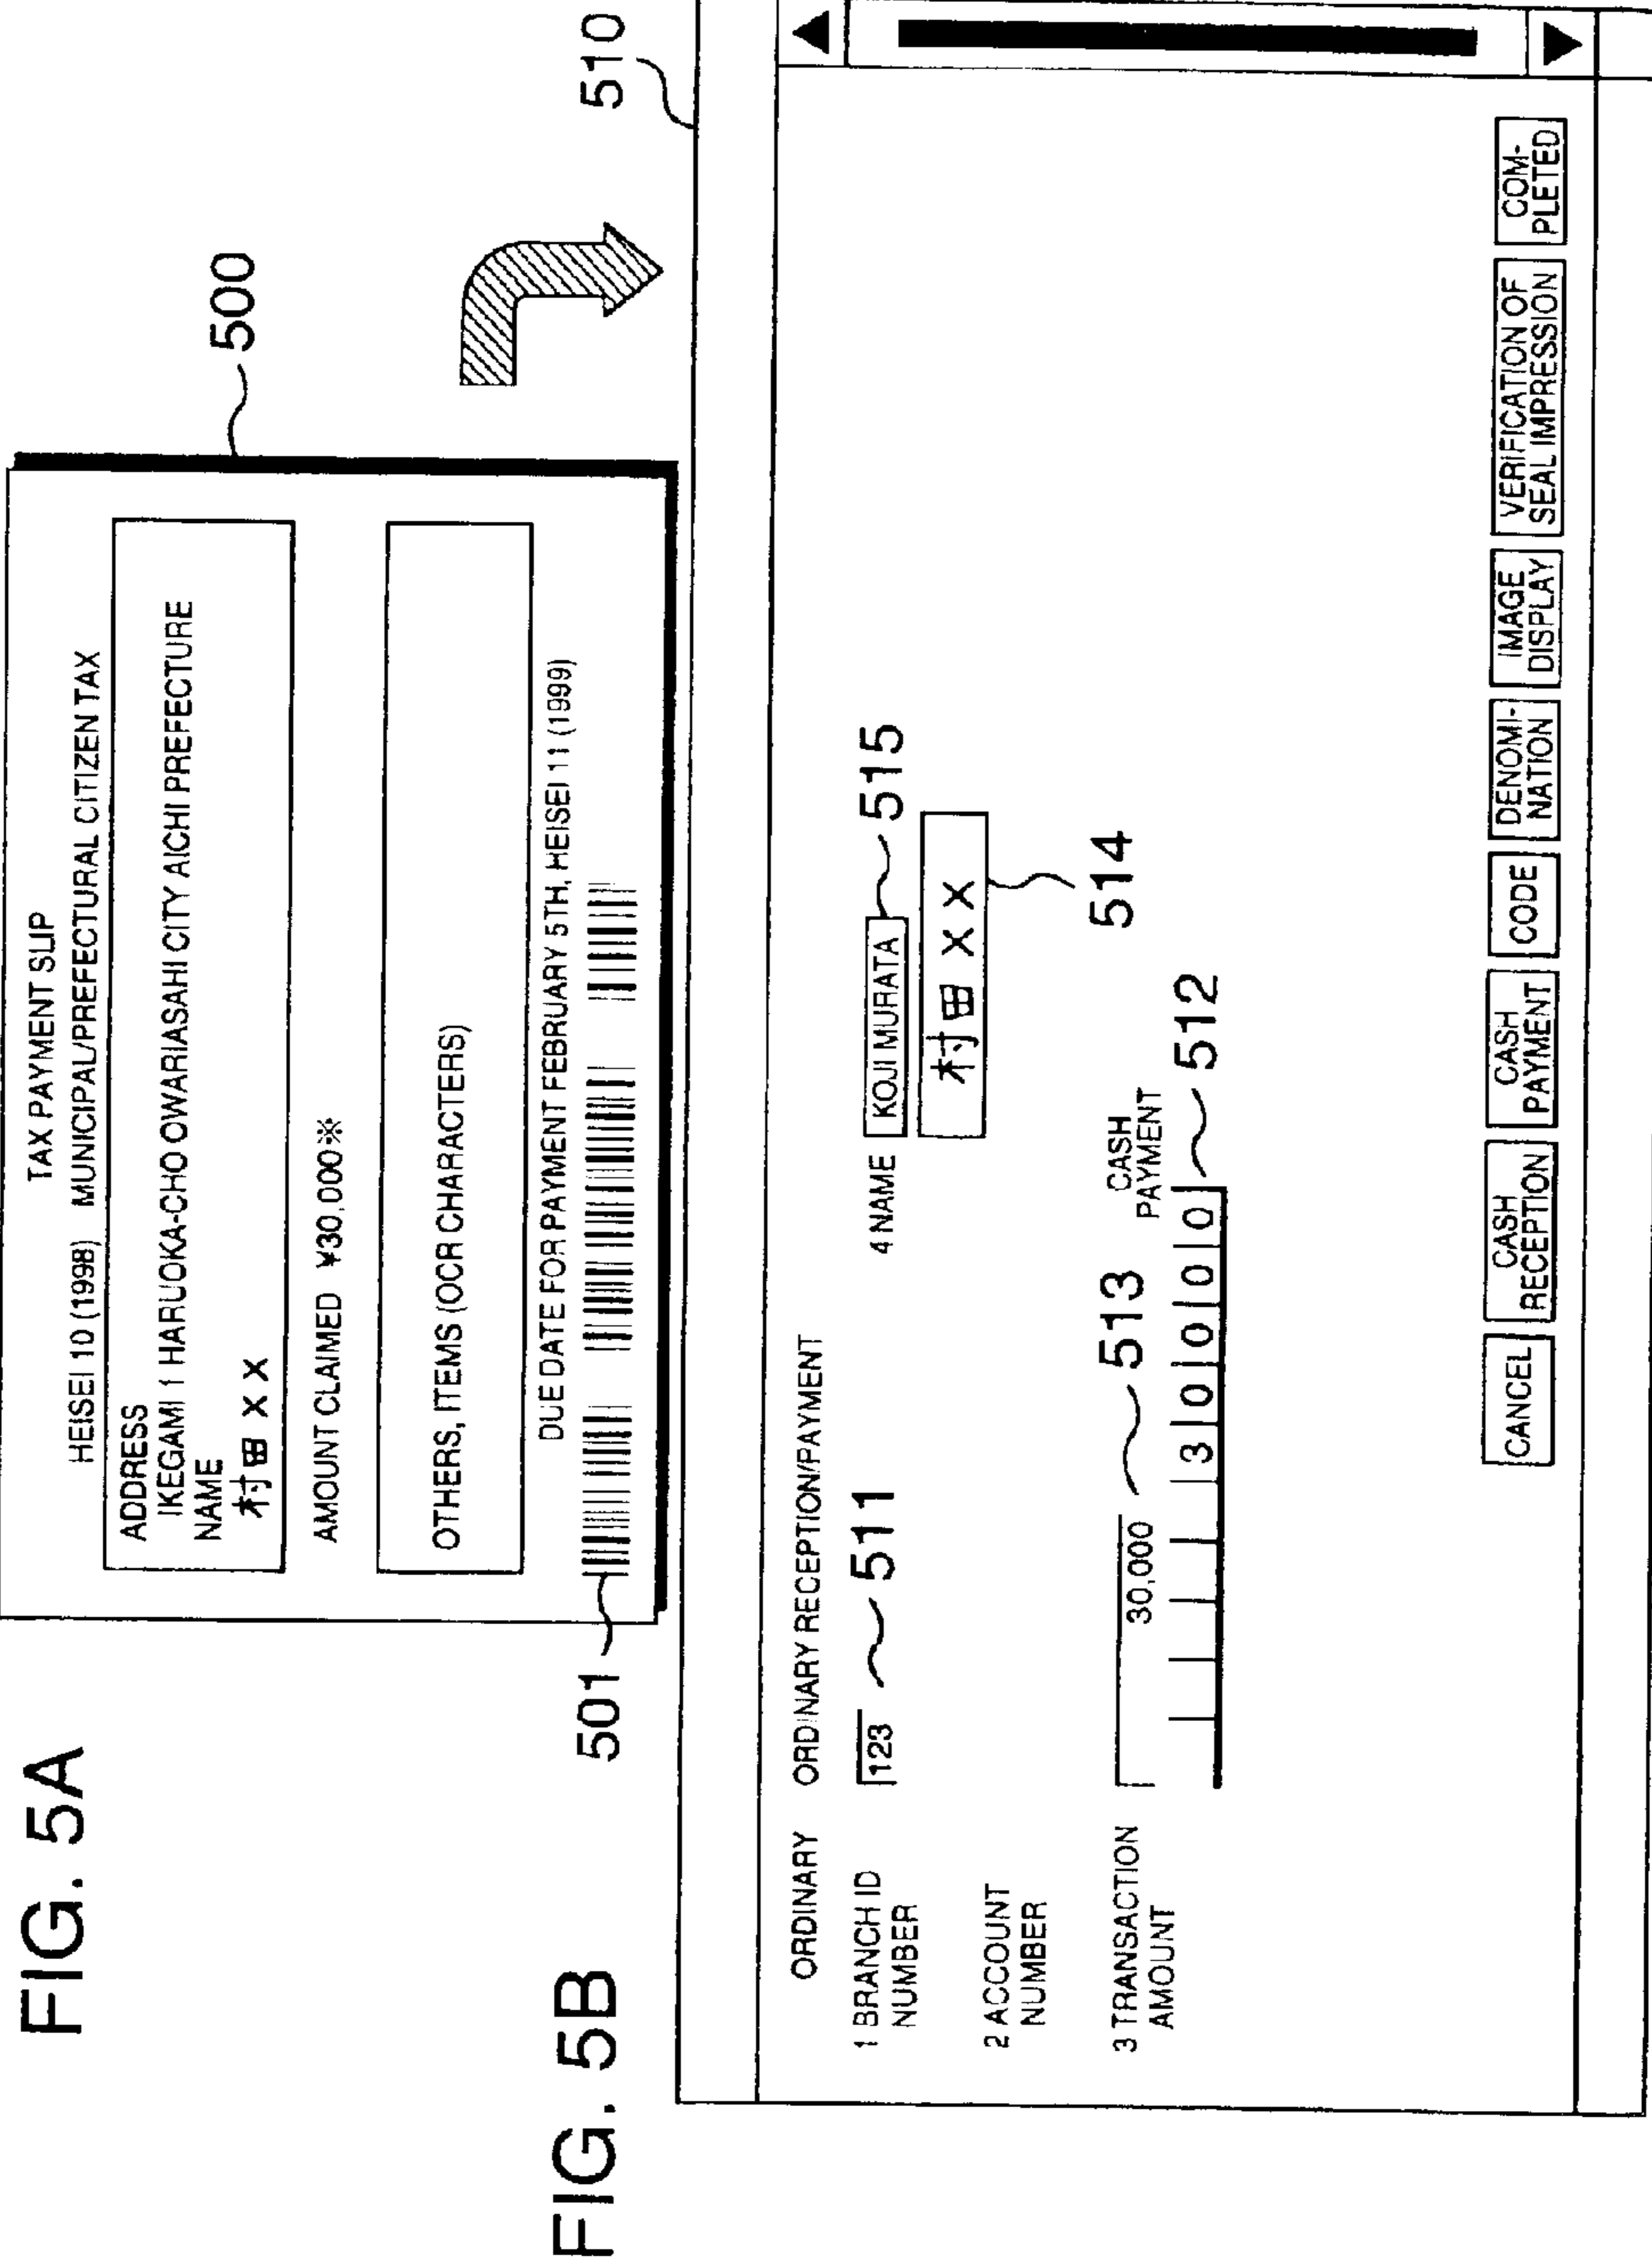 FIG. 5A
TAX PAYMENT SLIP
HEISEI 10 (1998) MUNICIPAL/PREFECTURAL CITIZEN TAX
ADDRESS
IKEGAMI 1 HARUOKA-CHO OWARIASAHI CITY AICHI PREFECTURE
NAME
村田 X X
500
AMOUNT CLAIMED ¥30,000※
OTHERS, ITEMS (OCR CHARACTERS)
DUE DATE FOR PAYMENT FEBRUARY 5TH, HEISEI 11 (1999)
501
FIG. 5B
510
ORDINARY ORDINARY RECEPTION/PAYMENT
1 BRANCH ID
NUMBER
123
511
4 NAME
KOJI MURATA
515
村田 X X
514
2 ACCOUNT
NUMBER
3 TRANSACTION
AMOUNT
30,000
513
CASH
PAYMENT
3 0 0 0 0
512
CANCEL
CASH
RECEPTION
CASH
PAYMENT
CODE
DENOMI-
NATION
IMAGE
DISPLAY
VERIFICATION OF
SEAL IMPRESSION
COM-
PLETED